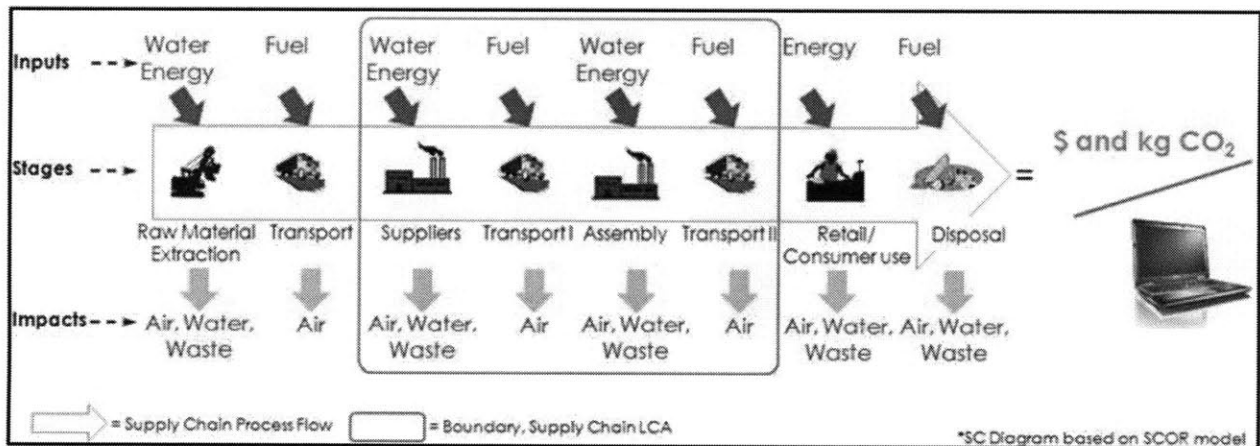 Water Fuel Water Fuel Water Fuel Energy Fuel
Inputs Energy Energy Energy
Stages $ and kg CO₂
=
Raw Material Transport Suppliers Transport I Assembly Transport II Retail/ Disposal
Extraction Consumer use
Impacts Air, Water, Air Air, Water, Air Air, Water, Air Air, Water, Air, Water,
Waste Waste Waste Waste Waste
= Supply Chain Process Flow = Boundary, Supply Chain LCA
*SC Diagram based on SCOR model